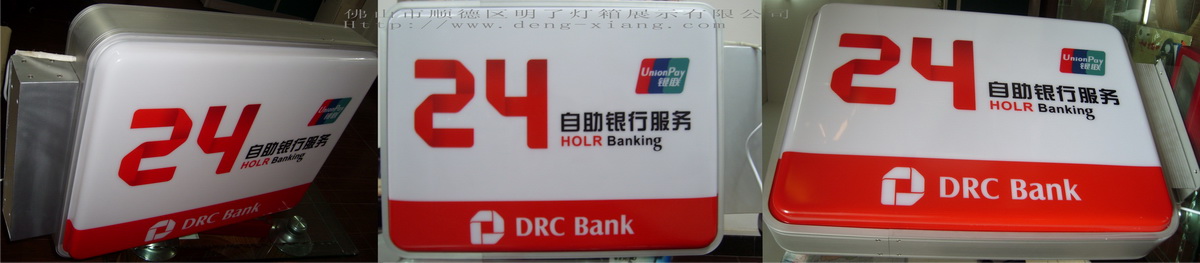 佛山市顺德区明了灯箱展示有限公司
Http://www.deng-xiang.com
24
UnionPay
银联
自助银行服务
HOLR Banking
DRC Bank
24
UnionPay
银联
自助银行服务
HOLR Banking
DRC Bank
24
UnionPay
银联
自助银行服务
HOLR Banking
DRC Bank